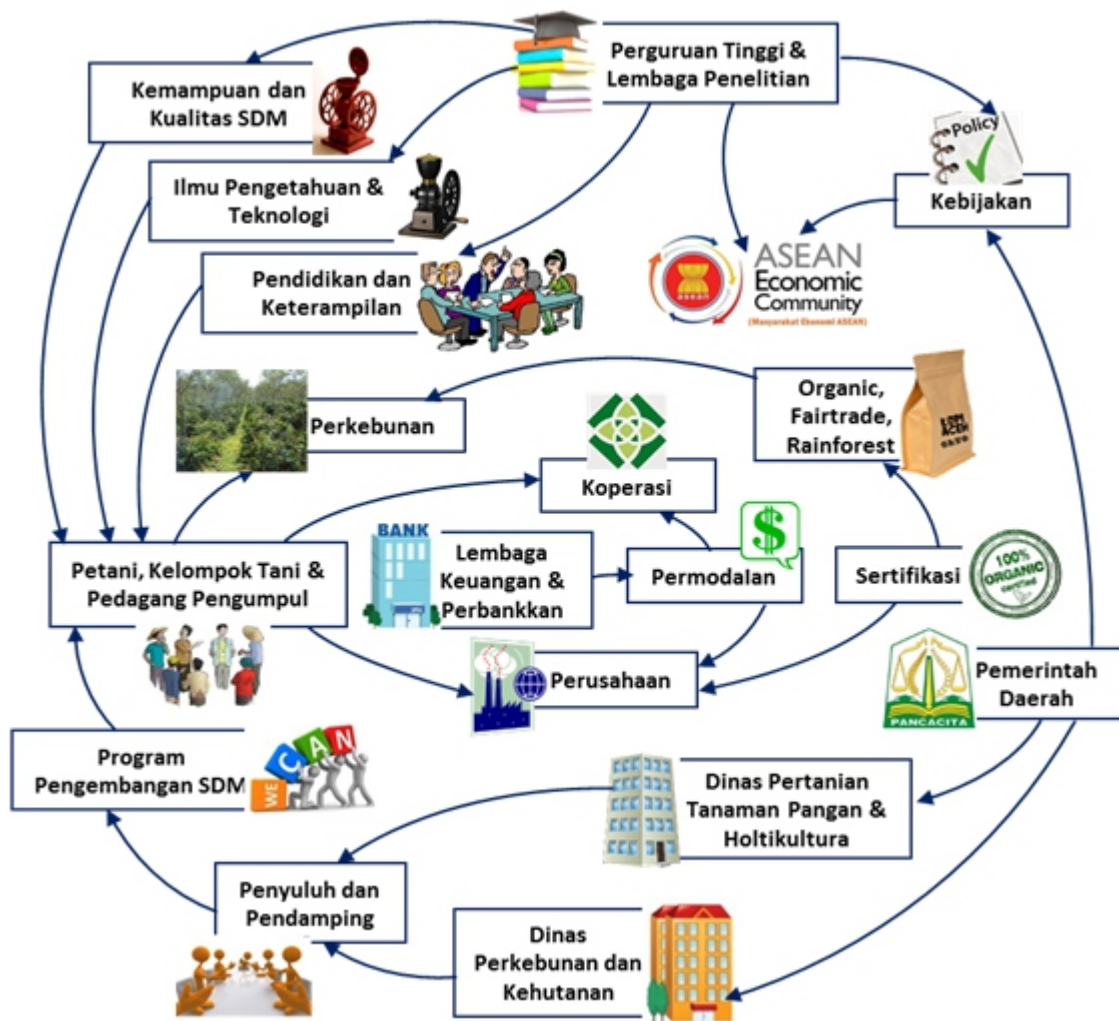 Perguruan Tinggi &
Lembaga Penelitian
Kemampuan dan
Kualitas SDM
Policy
Kebijakan
Ilmu Pengetahuan &
Teknologi
ASEAN
Economic
Community
(Masyarakat Ekonomi ASEAN)
asean
Pendidikan dan
Keterampilan
Organic,
Fairtrade,
Rainforest
Perkebunan
Koperasi
BANK
Lembaga
Keuangan &
Perbankkan
$
Permodalan
Sertifikasi
100%
ORGANIC
certified
Petani, Kelompok Tani &
Pedagang Pengumpul
Perusahaan
Pemerintah
Daerah
PANCACITA
Program
Pengembangan SDM
WE
CAN
Dinas Pertanian
Tanaman Pangan &
Holtikultura
Penyuluh dan
Pendamping
Dinas
Perkebunan dan
Kehutanan